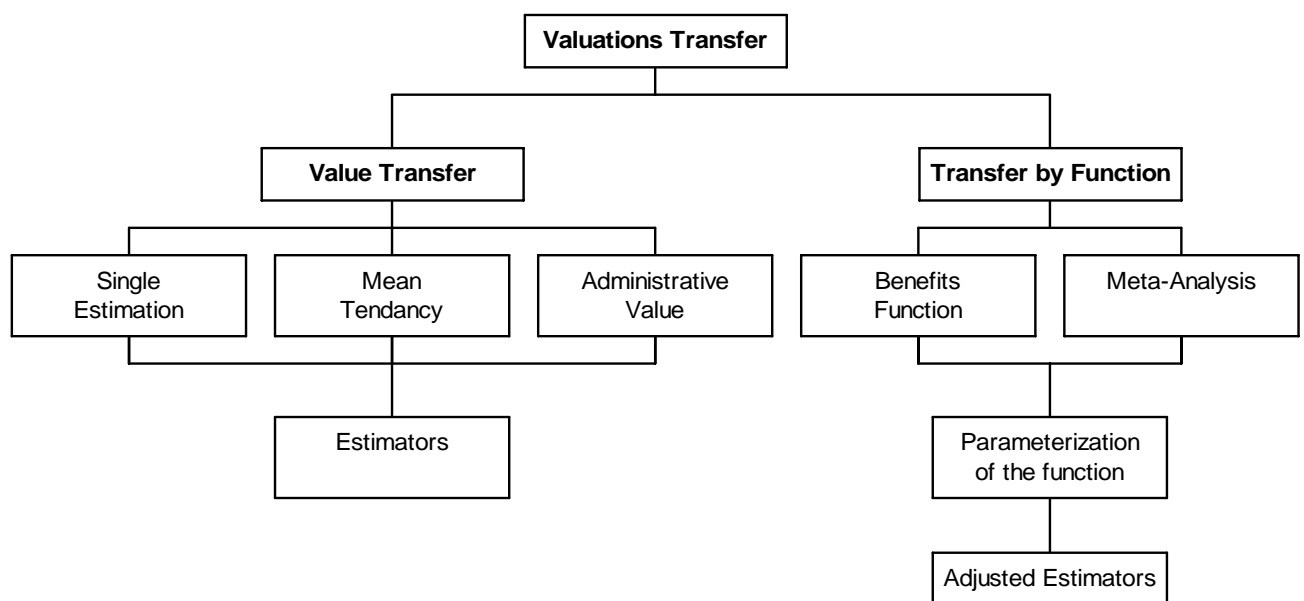 Valuations Transfer
Value Transfer
Transfer by Function
Single
Estimation
Mean
Tendancy
Administrative
Value
Benefits
Function
Meta-Analysis
Estimators
Parameterization
of the function
Adjusted Estimators